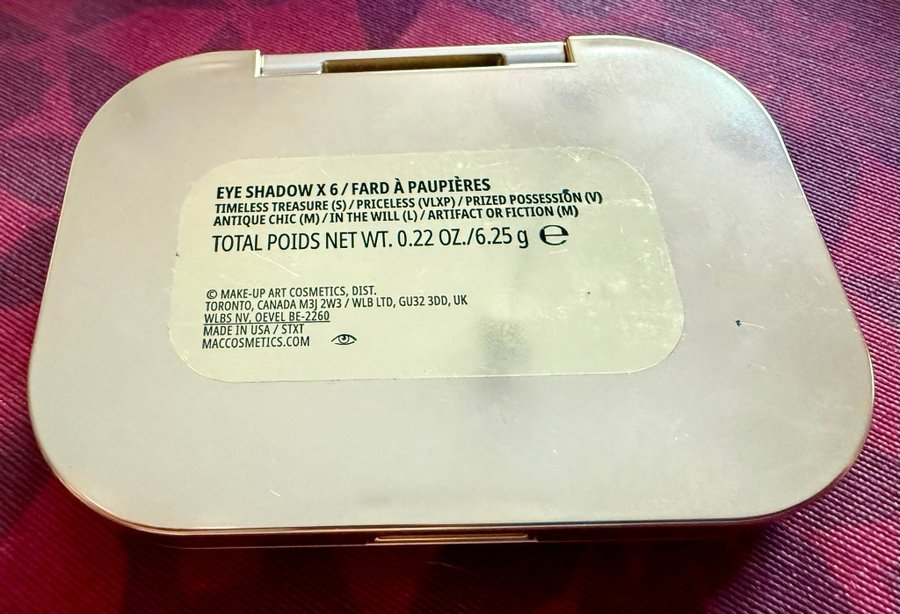 EYE SHADOW X 6 / FARD À PAUPIÈRES
TIMELESS TREASURE (S) / PRICELESS (VLXP) / PRIZED POSSESSION (V)
ANTIQUE CHIC (M) / IN THE WILL (L) / ARTIFACT OR FICTION (M)
TOTAL POIDS NET WT. 0.22 OZ./6.25 g ℮
© MAKE-UP ART COSMETICS, DIST.
TORONTO, CANADA M3J 2W3 / WLB LTD, GU32 3DD, UK
WLBS NV, OEVEL BE-2260
MADE IN USA / STXT
MACCOSMETICS.COM